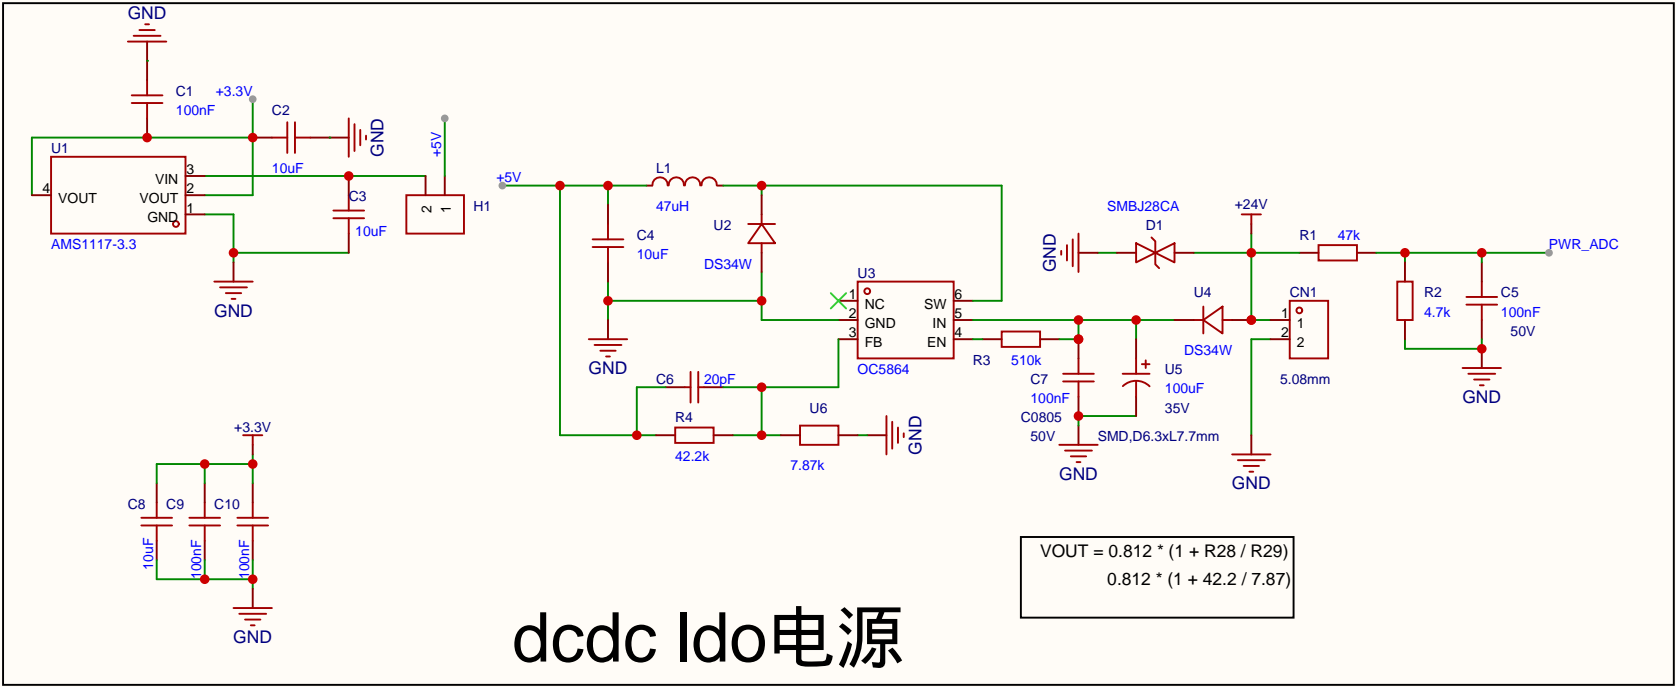 GND
C1
100nF
+3.3V
C2
10uF
GND
U1
4
VOUT
VIN
VOUT
GND
3
2
1
AMS1117-3.3
GND
C3
10uF
+5V
2
1
H1
+5V
L1
47uH
C4
10uF
GND
U2
DS34W
U3
1
2
3
NC
GND
FB
SW
IN
EN
6
5
4
OC5864
C6
20pF
R4
42.2k
U6
7.87k
GND
R3
510k
C7
100nF
C0805
50V
GND
U5
100uF
35V
SMD,D6.3xL7.7mm
GND
SMBJ28CA
D1
+24V
U4
DS34W
CN1
1
2
1
2
5.08mm
GND
R1
47k
PWR_ADC
R2
4.7k
C5
100nF
50V
GND
+3.3V
C8
10uF
C9
100nF
C10
100nF
GND
VOUT = 0.812 * (1 + R28 / R29)
0.812 * (1 + 42.2 / 7.87)
dcdc ldo电源